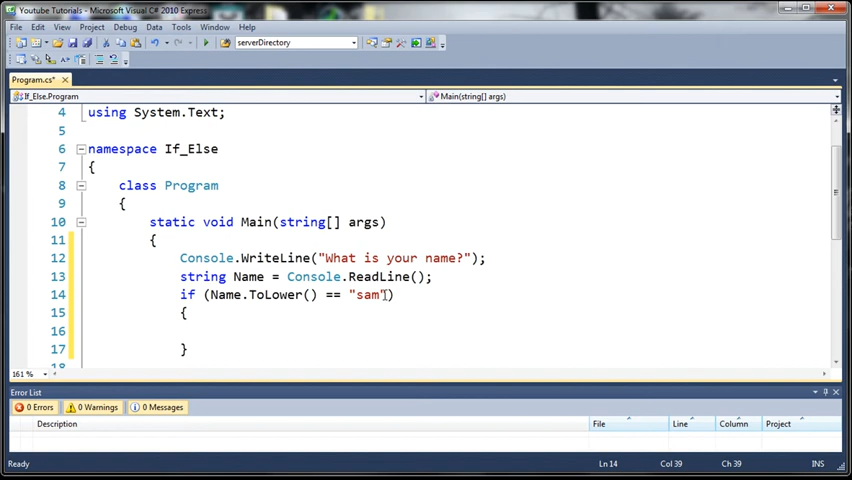 Youtube Tutorials - Microsoft Visual C# 2010 Express
File Edit View Project Debug Data Tools Window Help
serverDirectory
Program.cs*
If_Else.Program Main(string[] args)
4 using System.Text;
5
6 namespace If_Else
7 {
8 class Program
9 {
10 static void Main(string[] args)
11 {
12 Console.WriteLine("What is your name?");
13 string Name = Console.ReadLine();
14 if (Name.ToLower() == "sam")
15 {
16
17 }
18
161 %
Error List
0 Errors 0 Warnings 0 Messages
Description File Line Column Project
Ready Ln 14 Col 39 Ch 39 INS